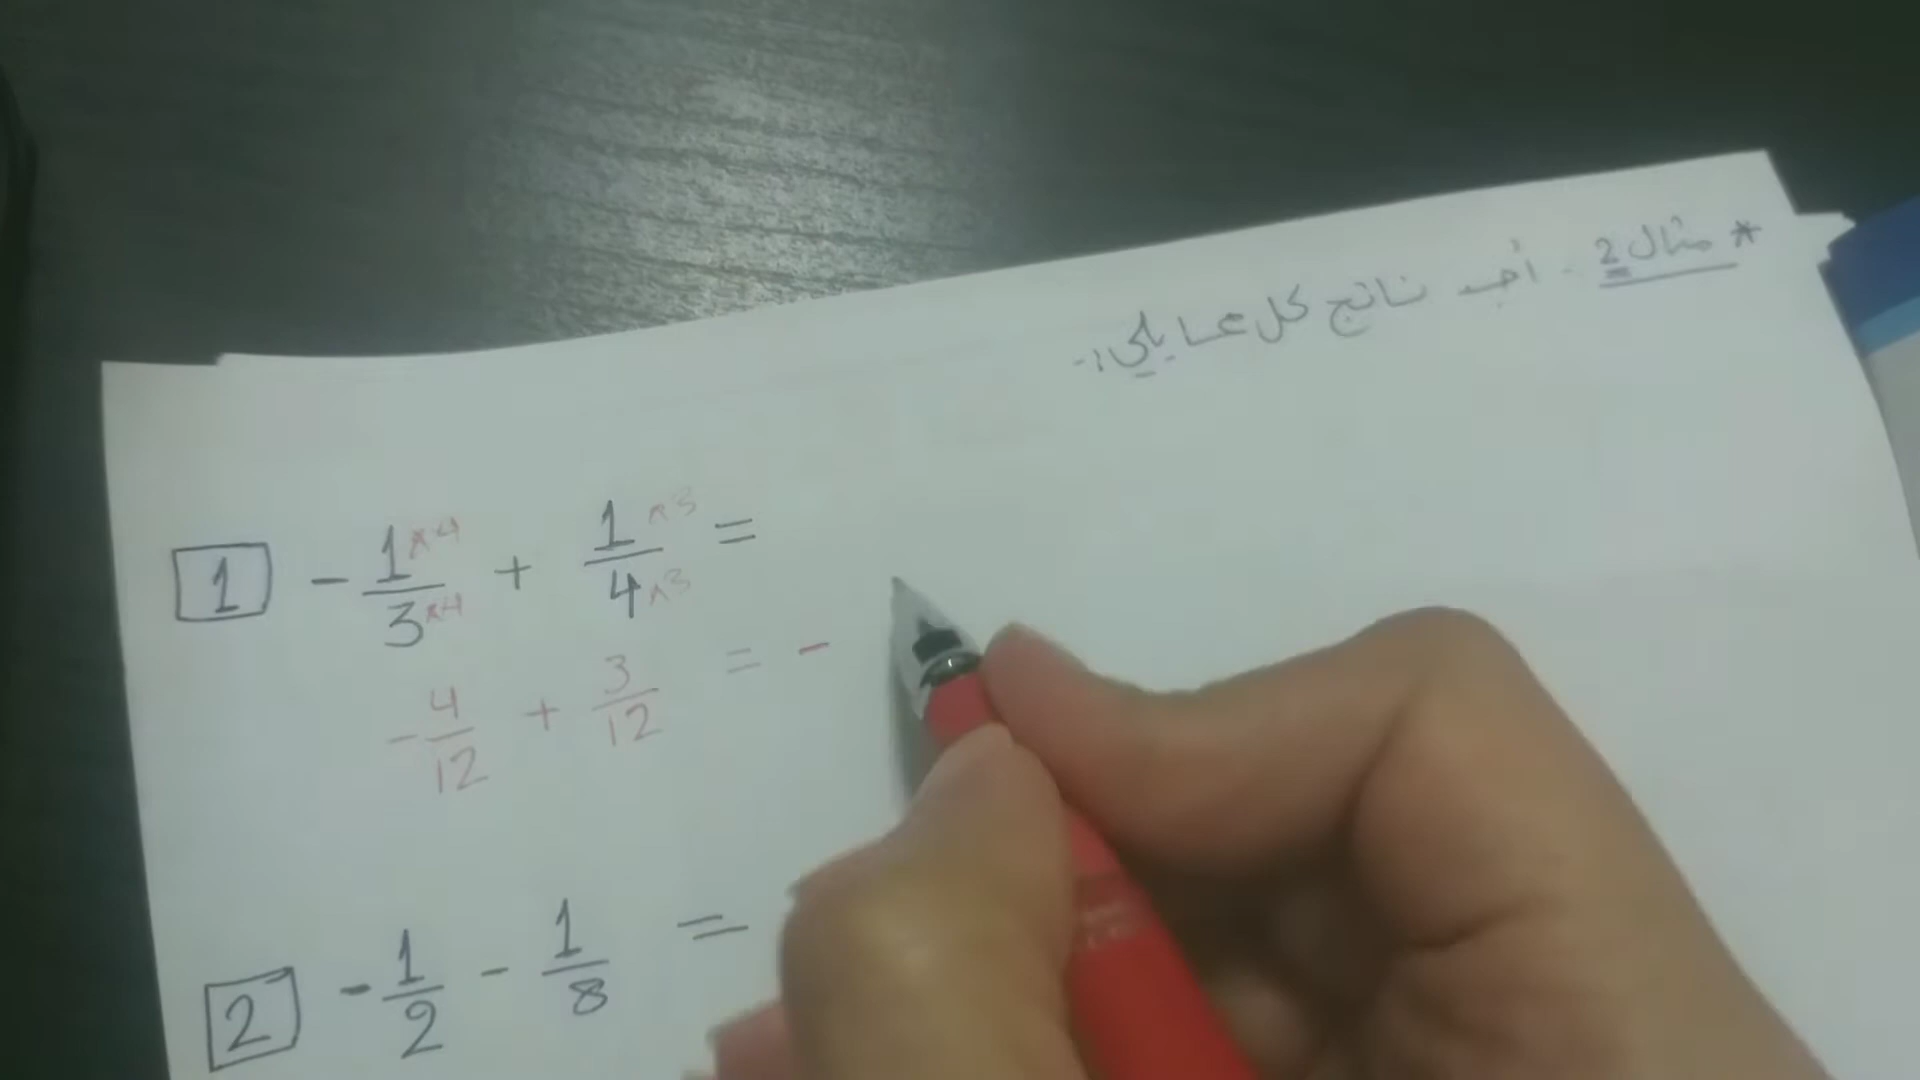 * مثال 2 - أجد ناتج كل مما يلي :-
1 - 1×4/3×4 + 1×3/4×3 =
- 4/12 + 3/12 = -
2 - 1/2 - 1/8 =